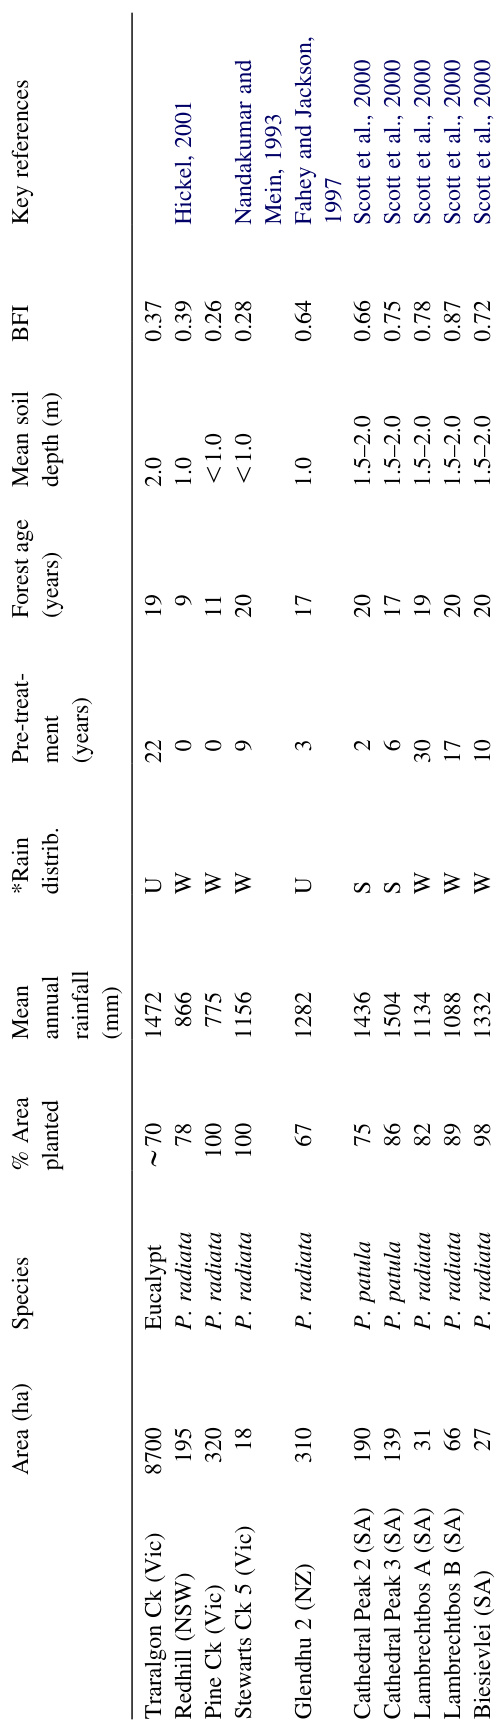 Area (ha) Species % Area planted Mean annual rainfall (mm) *Rain distrib. Pre-treat-ment (years) Forest age (years) Mean soil depth (m) BFI Key references
Traralgon Ck (Vic) 8700 Eucalypt ~70 1472 U 22 19 2.0 0.37
Redhill (NSW) 195 P. radiata 78 866 W 0 9 1.0 0.39 Hickel, 2001
Pine Ck (Vic) 320 P. radiata 100 775 W 0 11 <1.0 0.26
Stewarts Ck 5 (Vic) 18 P. radiata 100 1156 W 9 20 <1.0 0.28 Nandakumar and
Mein, 1993
Glendhu 2 (NZ) 310 P. radiata 67 1282 U 3 17 1.0 0.64 Fahey and Jackson,
1997
Cathedral Peak 2 (SA) 190 P. patula 75 1436 S 2 20 1.5–2.0 0.66 Scott et al., 2000
Cathedral Peak 3 (SA) 139 P. patula 86 1504 S 6 17 1.5–2.0 0.75 Scott et al., 2000
Lambrechtbos A (SA) 31 P. radiata 82 1134 W 30 19 1.5–2.0 0.78 Scott et al., 2000
Lambrechtbos B (SA) 66 P. radiata 89 1088 W 17 20 1.5–2.0 0.87 Scott et al., 2000
Biesievlei (SA) 27 P. radiata 98 1332 W 10 20 1.5–2.0 0.72 Scott et al., 2000